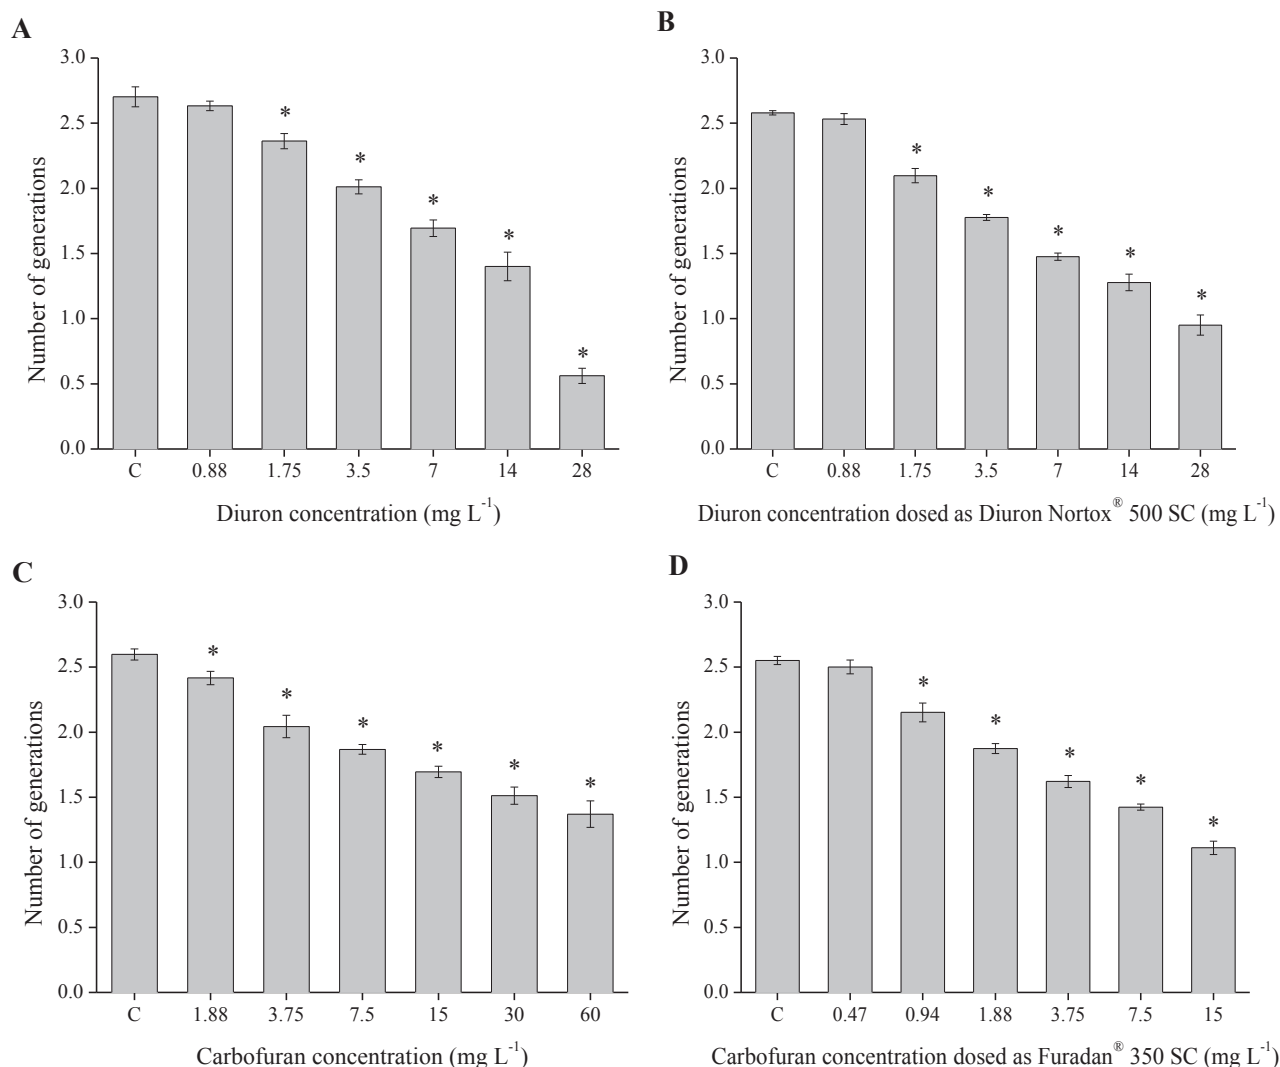 A
Number of generations
3.0
2.5
2.0
1.5
1.0
0.5
0.0
* * * * *
C 0.88 1.75 3.5 7 14 28
Diuron concentration (mg L⁻¹)
B
Number of generations
3.0
2.5
2.0
1.5
1.0
0.5
0.0
* * * * *
C 0.88 1.75 3.5 7 14 28
Diuron concentration dosed as Diuron Nortox® 500 SC (mg L⁻¹)
C
Number of generations
3.0
2.5
2.0
1.5
1.0
0.5
0.0
* * * * * *
C 1.88 3.75 7.5 15 30 60
Carbofuran concentration (mg L⁻¹)
D
Number of generations
3.0
2.5
2.0
1.5
1.0
0.5
0.0
* * * * *
C 0.47 0.94 1.88 3.75 7.5 15
Carbofuran concentration dosed as Furadan® 350 SC (mg L⁻¹)